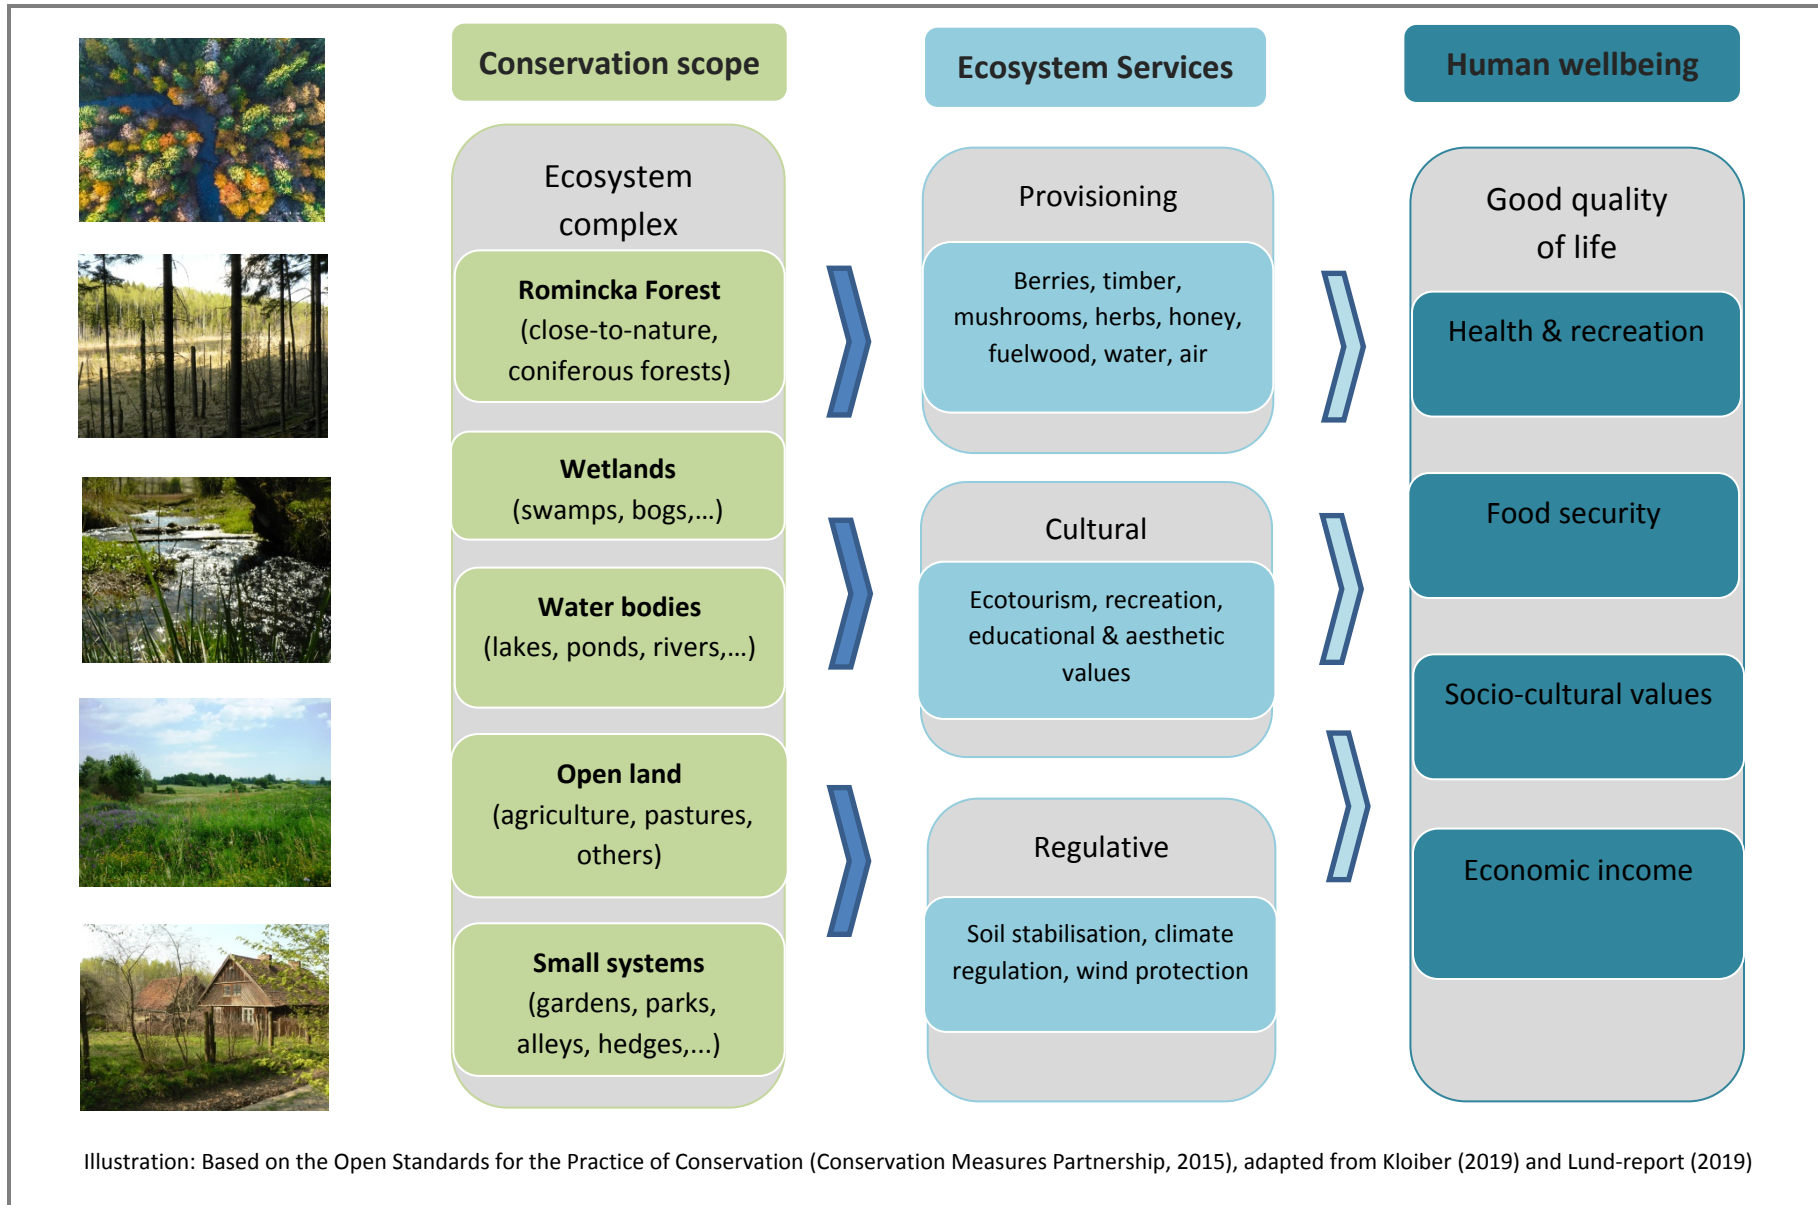 Conservation scope
Ecosystem Services
Human wellbeing
Ecosystem
complex
Romincka Forest
(close-to-nature,
coniferous forests)
Wetlands
(swamps, bogs,...)
Water bodies
(lakes, ponds, rivers,...)
Open land
(agriculture, pastures,
others)
Small systems
(gardens, parks,
alleys, hedges,...)
Provisioning
Berries, timber,
mushrooms, herbs, honey,
fuelwood, water, air
Cultural
Ecotourism, recreation,
educational & aesthetic
values
Regulative
Soil stabilisation, climate
regulation, wind protection
Good quality
of life
Health & recreation
Food security
Socio-cultural values
Economic income
Illustration: Based on the Open Standards for the Practice of Conservation (Conservation Measures Partnership, 2015), adapted from Kloiber (2019) and Lund-report (2019)